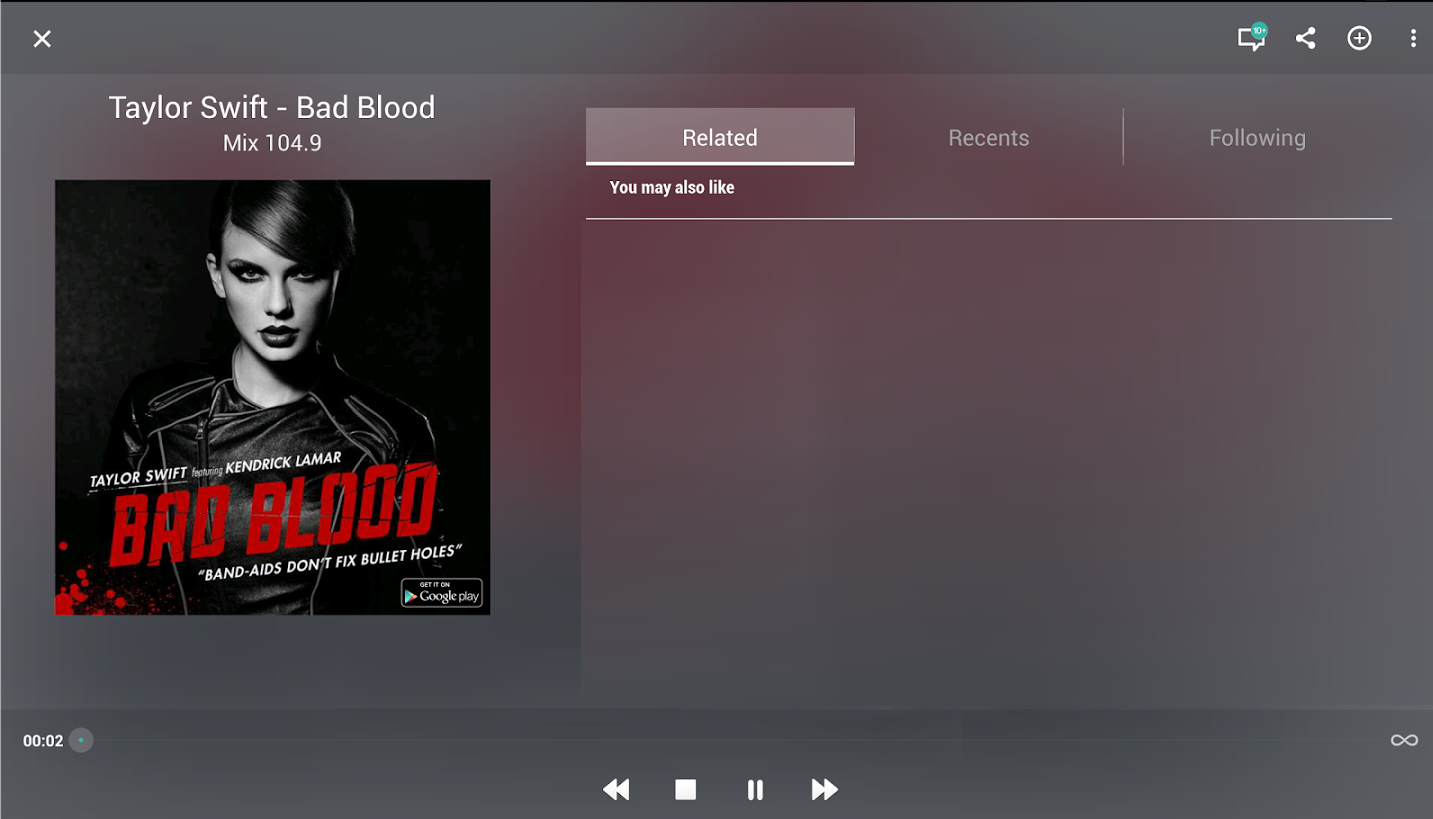 10+
Taylor Swift - Bad Blood
Mix 104.9
Related
Recents
Following
You may also like
TAYLOR SWIFT featuring KENDRICK LAMAR
BAD BLOOD
“BAND-AIDS DON’T FIX BULLET HOLES”
GET IT ON
Google play
00:02